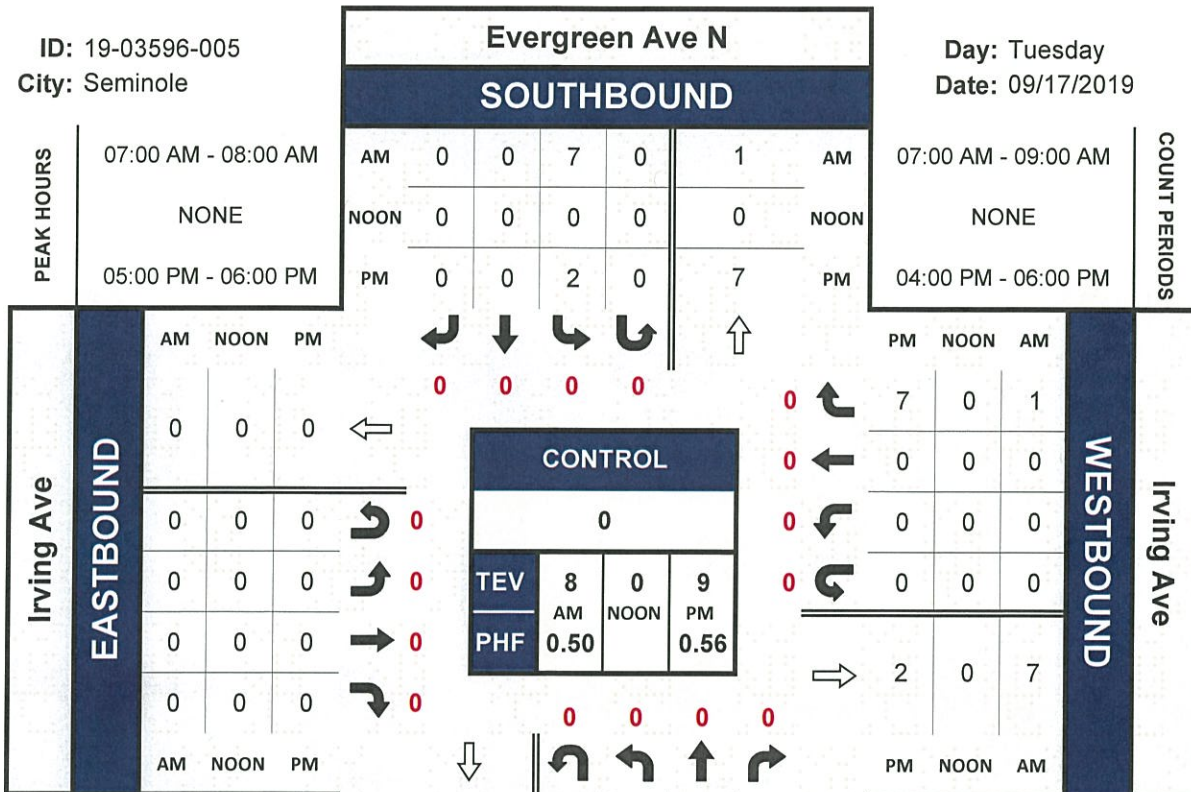 ID: 19-03596-005
City: Seminole
Evergreen Ave N
SOUTHBOUND
Day: Tuesday
Date: 09/17/2019
PEAK HOURS
07:00 AM - 08:00 AM
NONE
05:00 PM - 06:00 PM
AM 0 0 7 0 1 AM
NOON 0 0 0 0 0 NOON
PM 0 0 2 0 7 PM
07:00 AM - 09:00 AM
NONE
04:00 PM - 06:00 PM
COUNT PERIODS
0 0 0 0
Irving Ave
EASTBOUND
AM NOON PM
0 0 0
0 0 0 0
0 0 0 0
0 0 0 0
0 0 0 0
AM NOON PM
CONTROL
0
TEV 8 0 9
AM NOON PM
PHF 0.50 0.56
PM NOON AM
0 7 0 1
0 0 0 0
0 0 0 0
0 0 0 0
2 0 7
PM NOON AM
WESTBOUND
Irving Ave
0 0 0 0